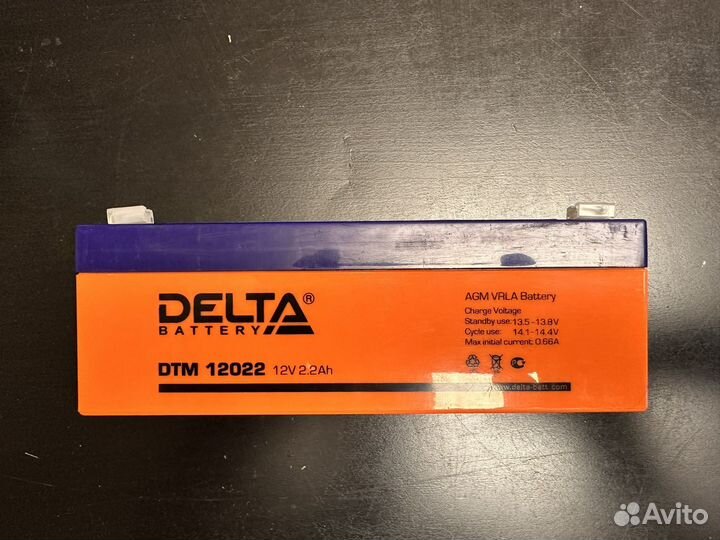 DELTA®
BATTERY
DTM 12022 12V 2.2Ah
AGM VRLA Battery
Charge Voltage
Standby use: 13.5-13.8V
Cycle use: 14.1-14.4V
Max initial current: 0.66A
www.delta-batt.com
Avito